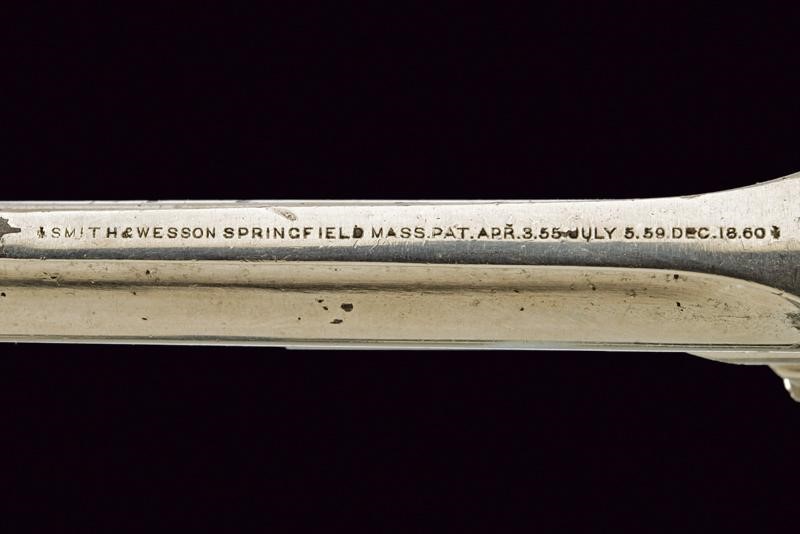 SMITH & WESSON SPRINGFIELD MASS. PAT. APR. 3. 55 JULY 5. 59. DEC. 18. 60